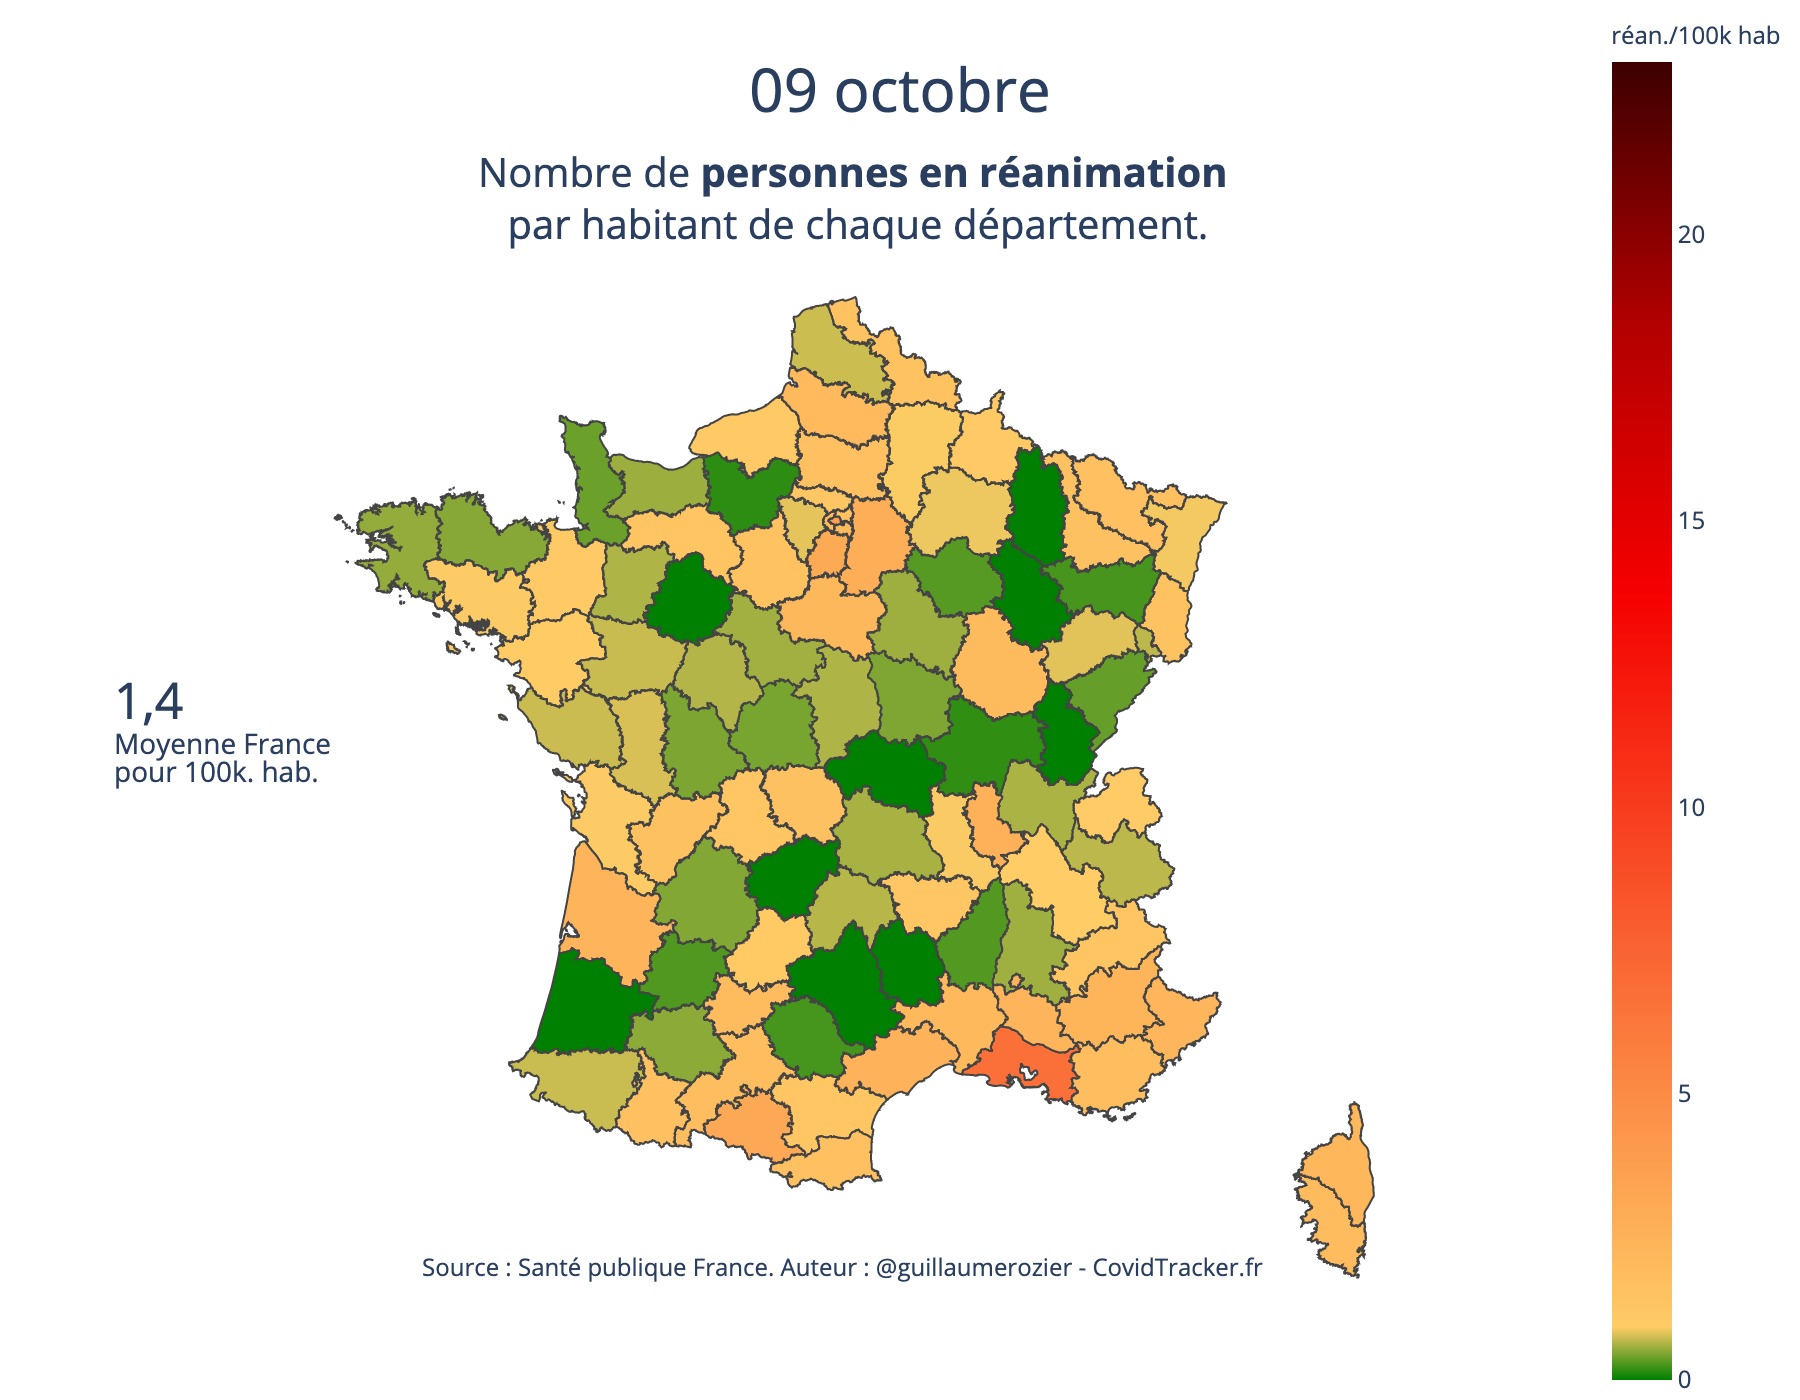 réan./100k hab
09 octobre
Nombre de personnes en réanimation
par habitant de chaque département.
20
15
1,4
Moyenne France
pour 100k. hab.
10
5
Source : Santé publique France. Auteur : @guillaumerozier - CovidTracker.fr
0